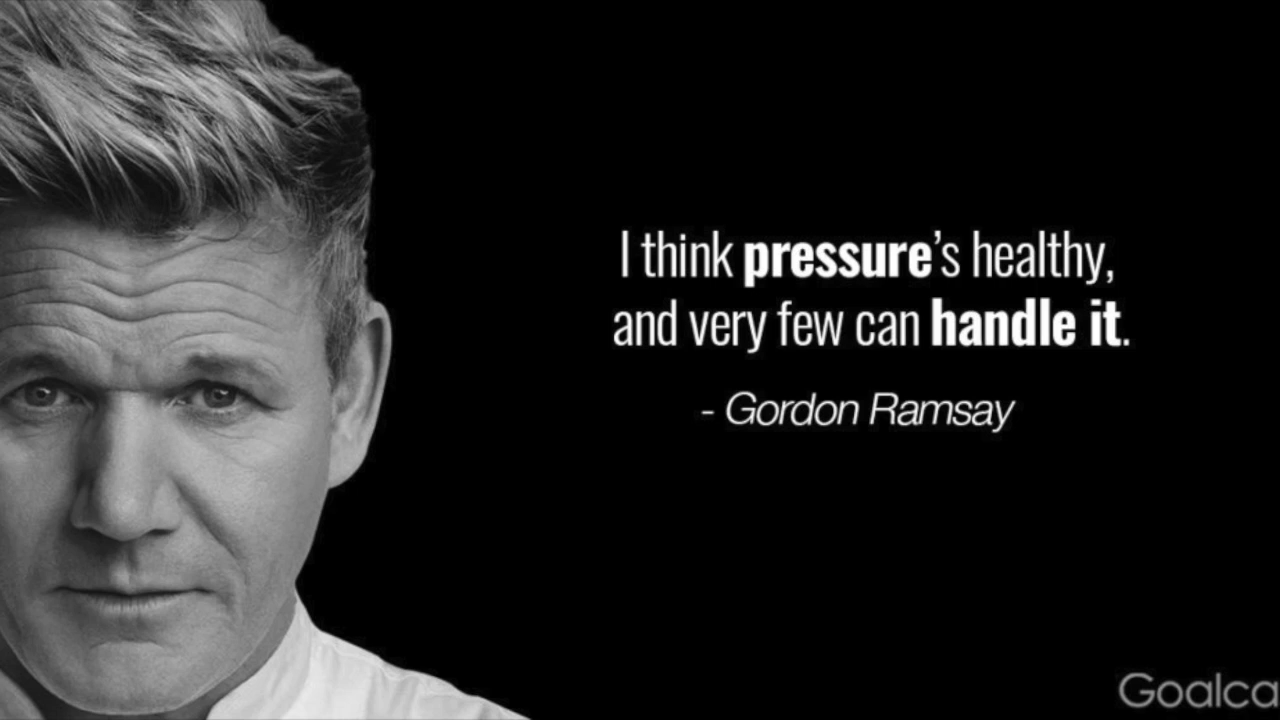 I think pressure’s healthy,
and very few can handle it.
- Gordon Ramsay
Goalca